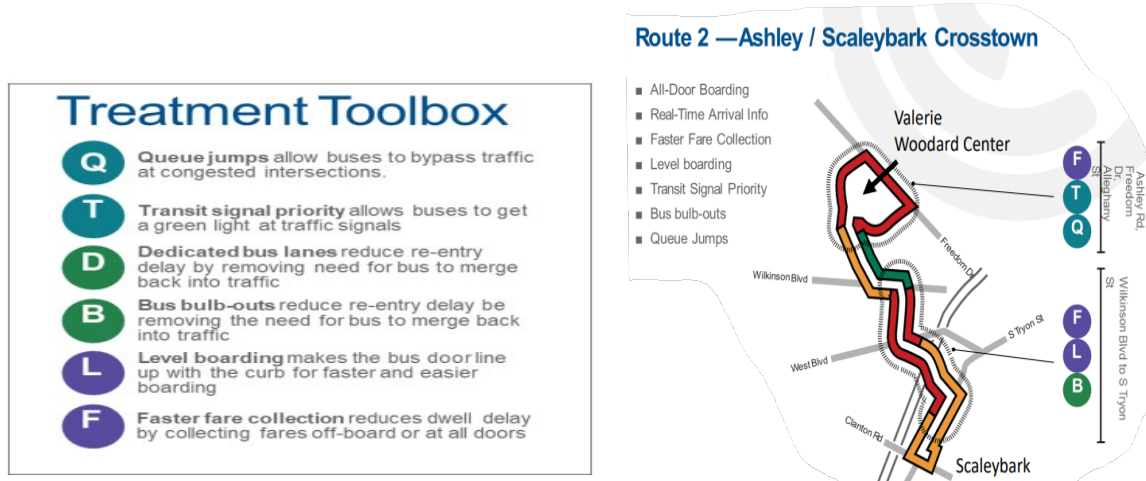 Treatment Toolbox
Q
Queue jumps allow buses to bypass traffic
at congested intersections.
T
Transit signal priority allows buses to get
a green light at traffic signals
D
Dedicated bus lanes reduce re-entry
delay by removing need for bus to merge
back into traffic
B
Bus bulb-outs reduce re-entry delay be
removing the need for bus to merge back
into traffic
L
Level boarding makes the bus door line
up with the curb for faster and easier
boarding
F
Faster fare collection reduces dwell delay
by collecting fares off-board or at all doors
Route 2 —Ashley / Scaleybark Crosstown
■ All-Door Boarding
■ Real-Time Arrival Info
■ Faster Fare Collection
■ Level boarding
■ Transit Signal Priority
■ Bus bulb-outs
■ Queue Jumps
Valerie
Woodard Center
F
T
Q
Ashley Rd,
Freedom
Dr,
Alleghany
St
Freedom Dr
Wilkinson Blvd
S Tryon St
West Blvd
F
L
B
Wilkinson Blvd to S Tryon
St
Clanton Rd
Scaleybark